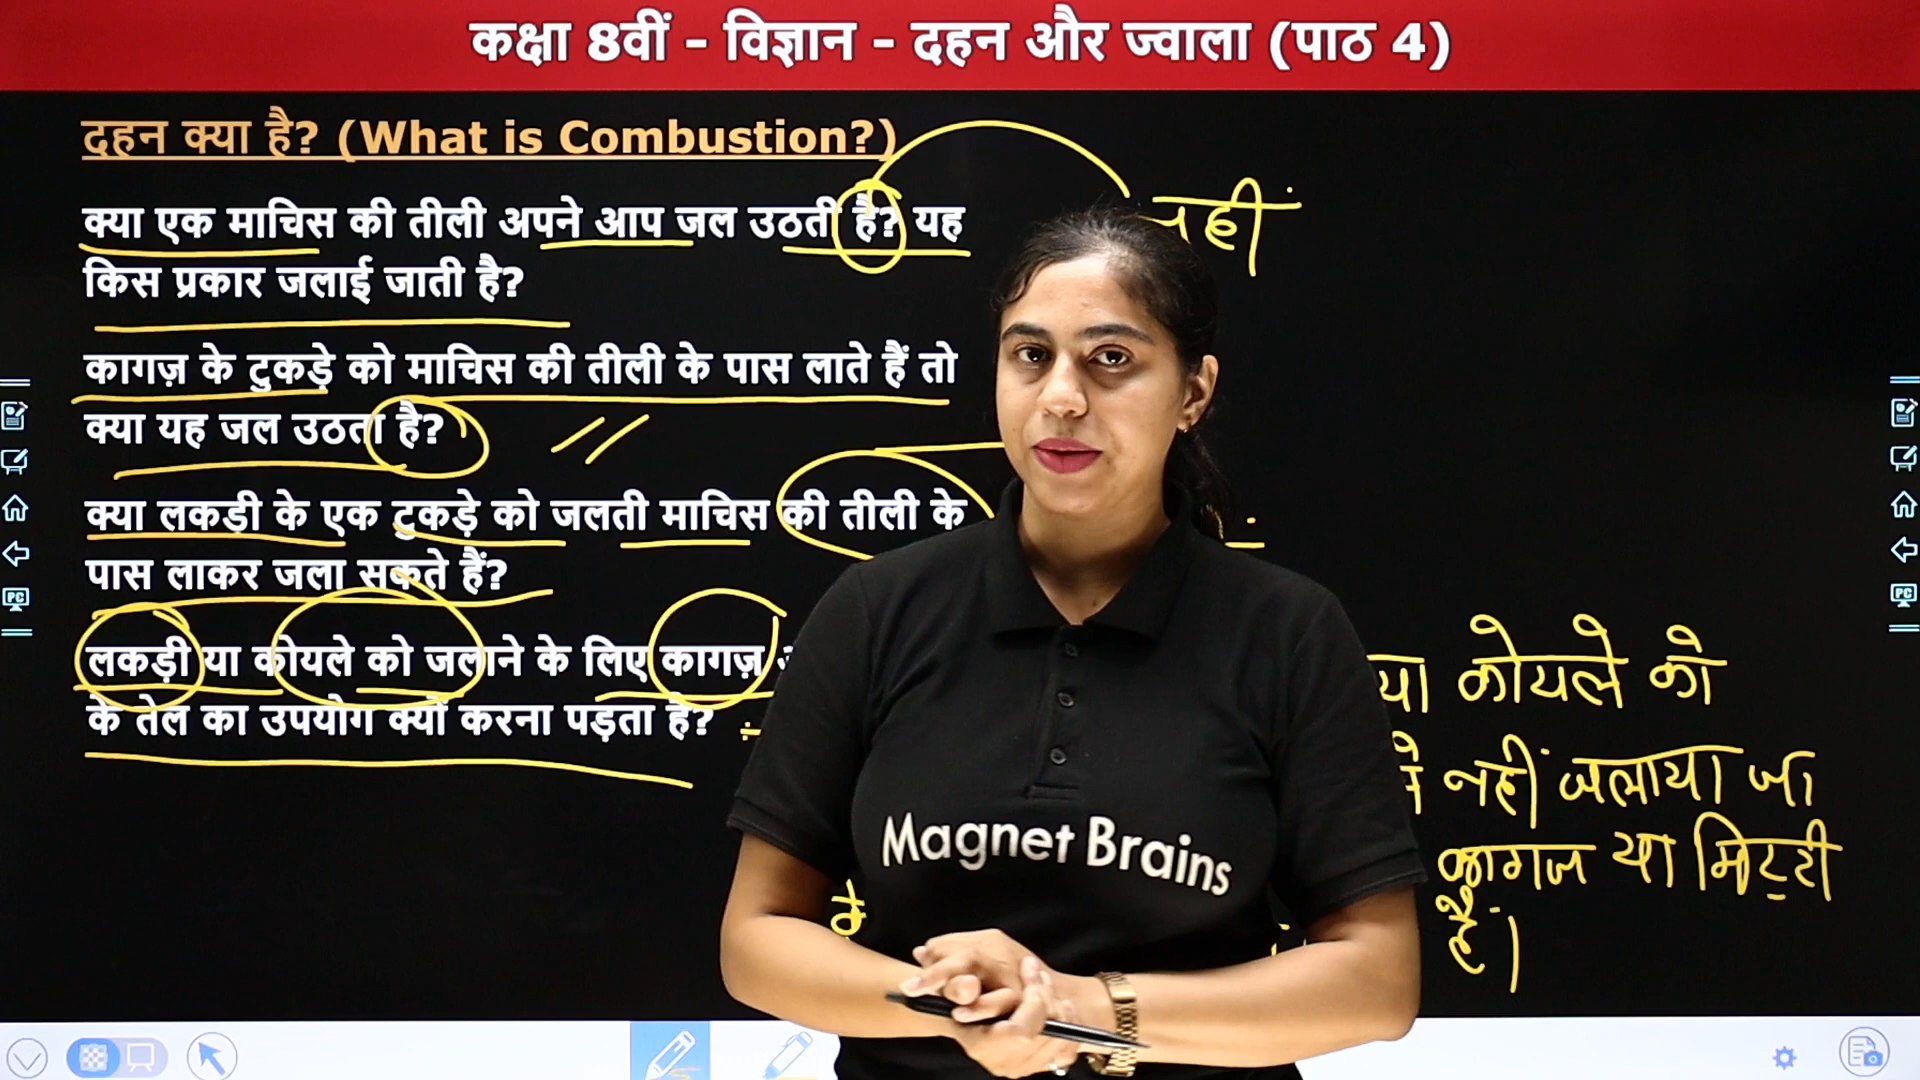 कक्षा 8वीं - विज्ञान - दहन और ज्वाला (पाठ 4)
दहन क्या है? (What is Combustion?)
क्या एक माचिस की तीली अपने आप जल उठती है? यह
नहीं
किस प्रकार जलाई जाती है?
कागज़ के टुकड़े को माचिस की तीली के पास लाते हैं तो
क्या यह जल उठता है?
क्या लकड़ी के एक टुकड़े को जलती माचिस की तीली के
पास लाकर जला सकते हैं?
लकड़ी या कोयले को जलाने के लिए कागज़
के तेल का उपयोग क्यों करना पड़ता है?
या कोयले को
नहीं जलाया जा
कागज या मिट्टी
के
हैं।
Magnet Brains
PC
PC